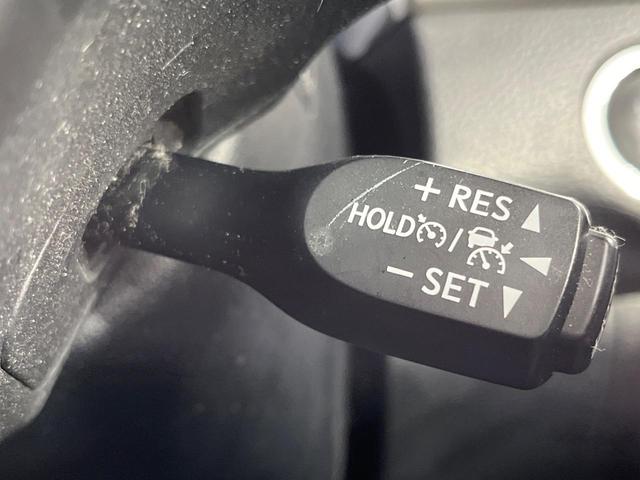 + RES
HOLD /
− SET